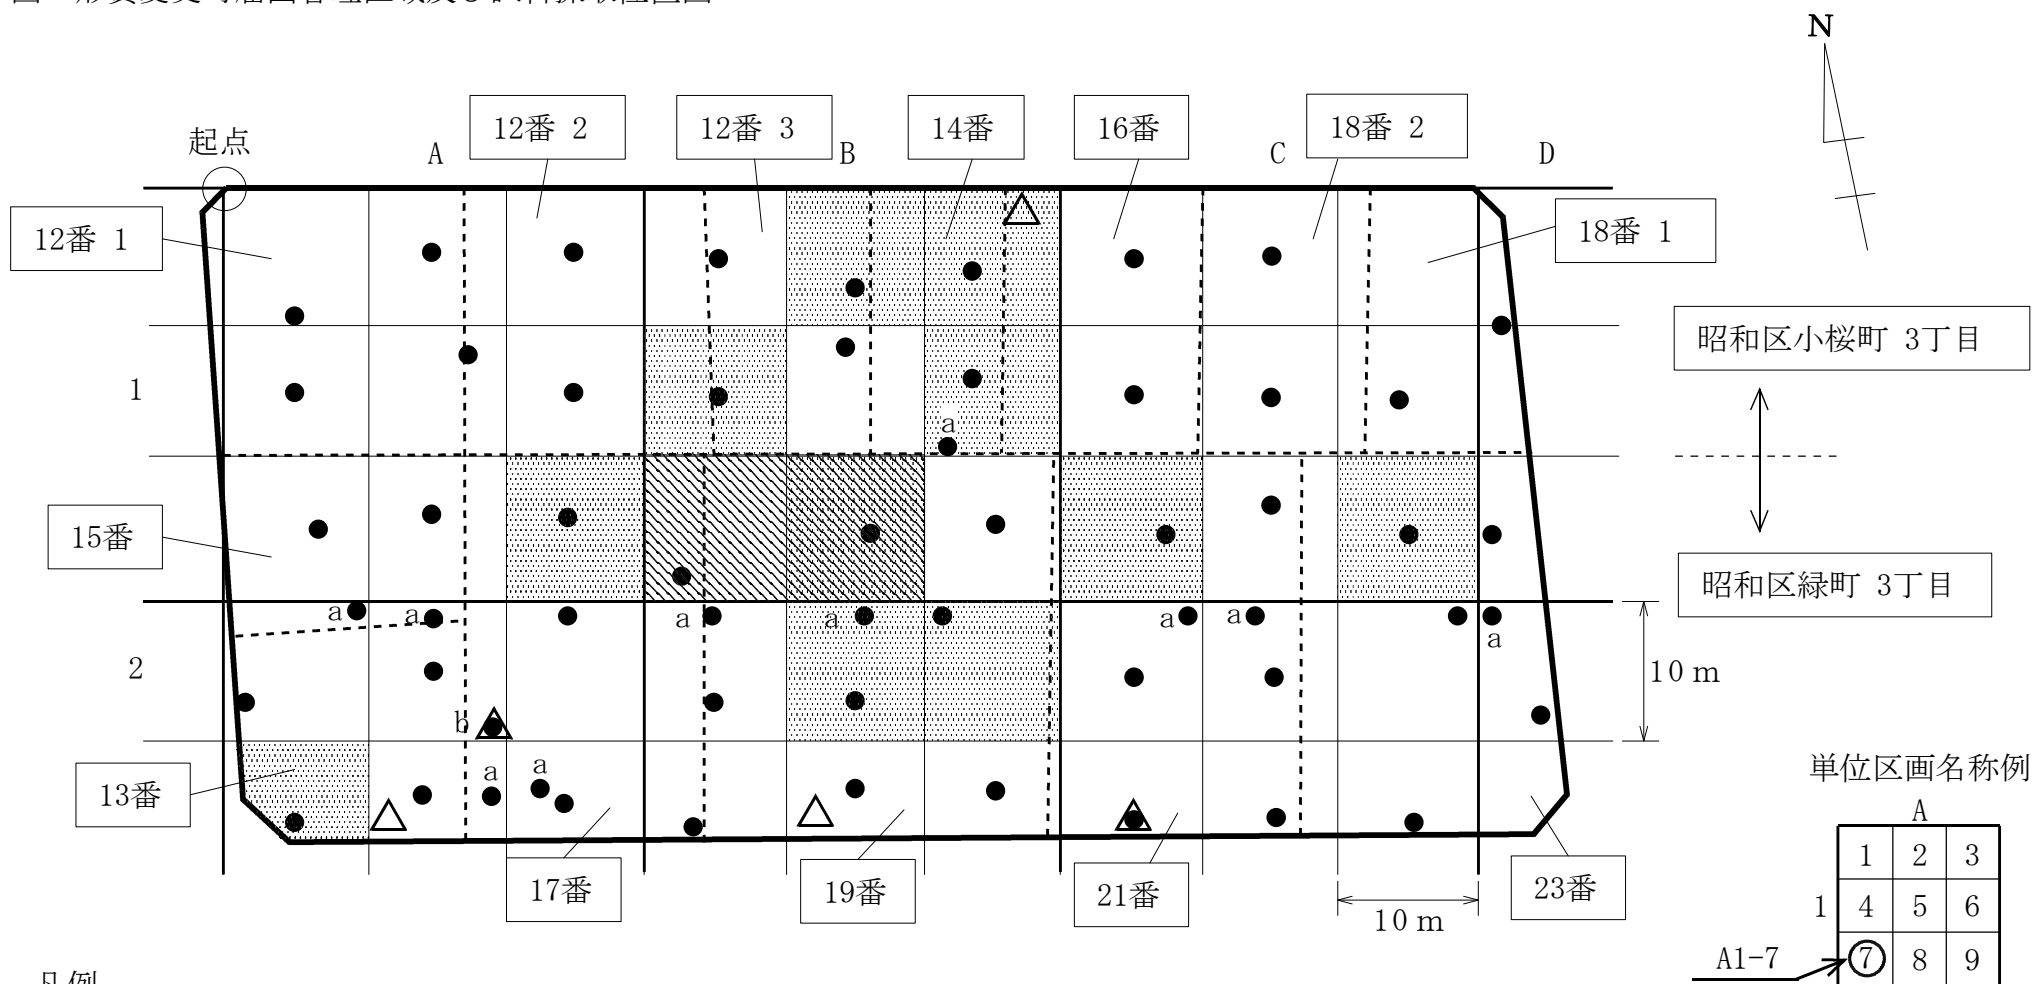 N
12番 2
12番 3
14番
16番
18番 2
起点
A
B
C
D
12番 1
18番 1
昭和区小桜町 3丁目
1
a
15番
昭和区緑町 3丁目
a
a
a
a
a
a
a
2
10 m
b
単位区画名称例
a
a
13番
A
17番
19番
21番
23番
1 2 3
10 m
1
4 5 6
A1-7
7 8 9
凡例